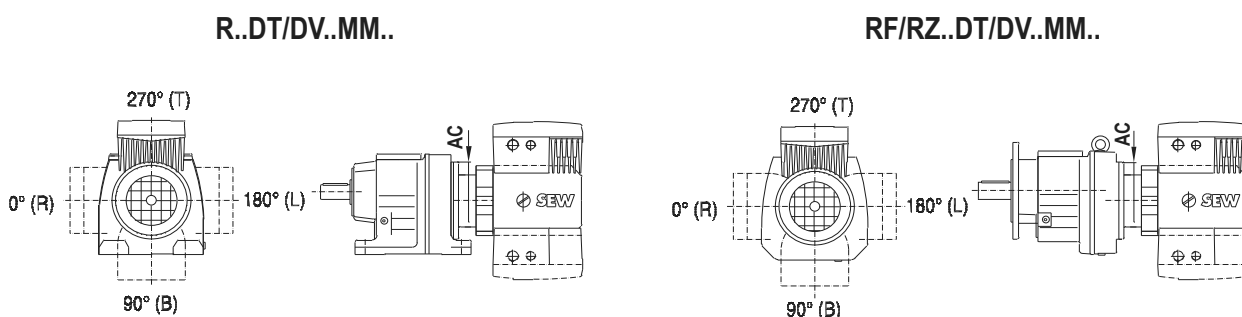 R..DT/DV..MM..
270° (T)
0° (R)
180° (L)
90° (B)
AC
SEW
RF/RZ..DT/DV..MM..
270° (T)
0° (R)
180° (L)
90° (B)
AC
SEW